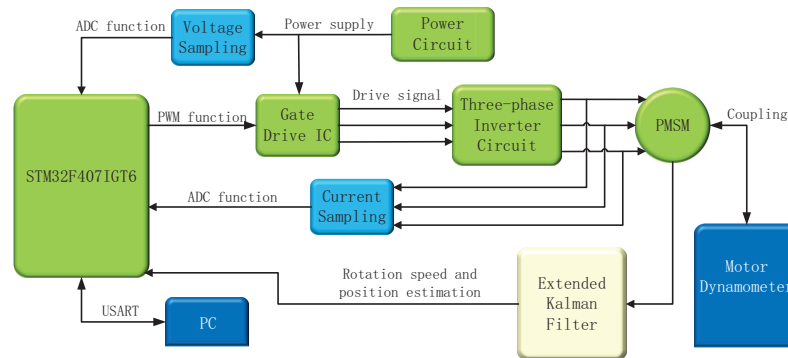 ADC function
Voltage
Sampling
Power supply
Power
Circuit
STM32F407IGT6
PWM function
Gate
Drive IC
Drive signal
Three-phase
Inverter
Circuit
PMSM
Coupling
ADC function
Current
Sampling
Rotation speed and
position estimation
Extended
Kalman
Filter
Motor
Dynamometer
USART
PC